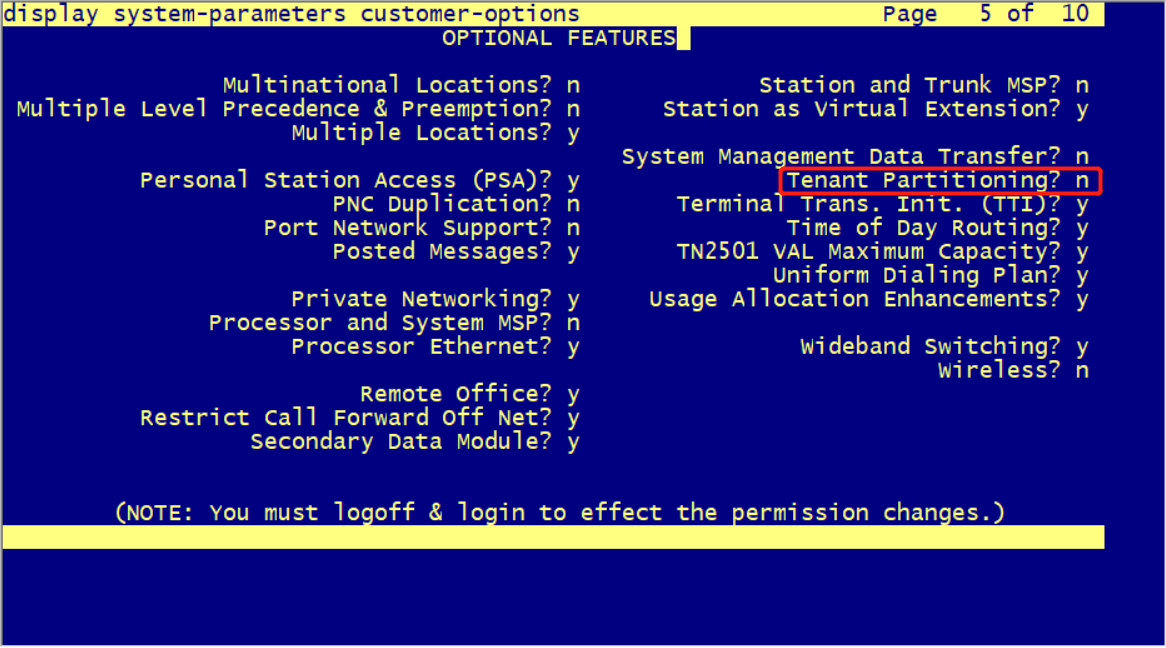 display system-parameters customer-options Page 5 of 10
OPTIONAL FEATURES
Multinational Locations? n Station and Trunk MSP? n
Multiple Level Precedence & Preemption? n Station as Virtual Extension? y
Multiple Locations? y
System Management Data Transfer? n
Personal Station Access (PSA)? y Tenant Partitioning? n
PNC Duplication? n Terminal Trans. Init. (TTI)? y
Port Network Support? n Time of Day Routing? y
Posted Messages? y TN2501 VAL Maximum Capacity? y
Uniform Dialing Plan? y
Private Networking? y Usage Allocation Enhancements? y
Processor and System MSP? n
Processor Ethernet? y Wideband Switching? y
Wireless? n
Remote Office? y
Restrict Call Forward Off Net? y
Secondary Data Module? y
(NOTE: You must logoff & login to effect the permission changes.)